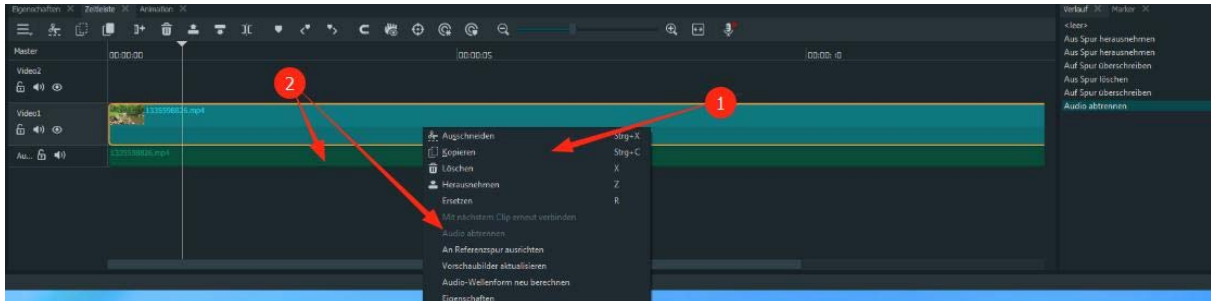 Eigenschaften Zeitleiste Animation
Verlauf Marker
Master 00:00:00 00:00:05 00:00:10
<leer>
Aus Spur herausnehmen
Aus Spur herausnehmen
Auf Spur überschreiben
Aus Spur löschen
Auf Spur überschreiben
Audio abtrennen
Video2
2
1
Video1
1335598826.mp4
Au...
1335598826.mp4
Ausschneiden Strg+X
Kopieren Strg+C
Löschen X
Herausnehmen Z
Ersetzen R
Mit nächstem Clip erneut verbinden
Audio abtrennen
An Referenzspur ausrichten
Vorschaubilder aktualisieren
Audio-Wellenform neu berechnen
Eigenschaften